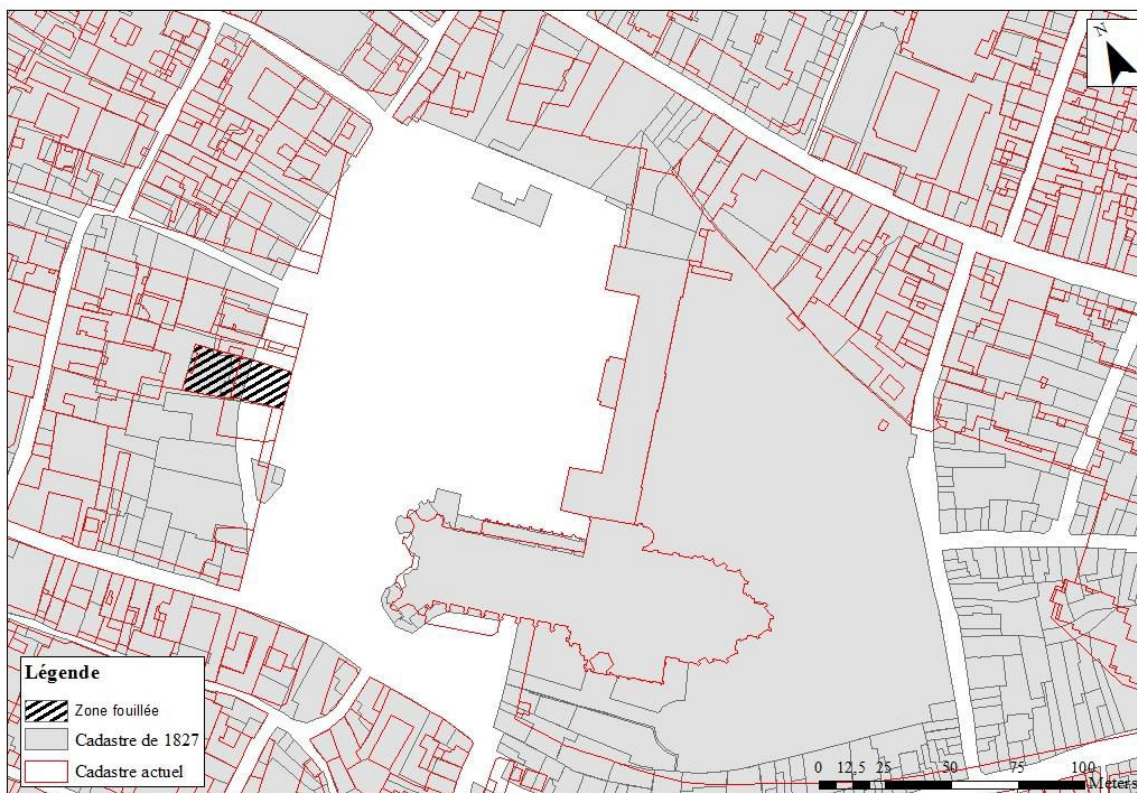 N
Légende
Zone fouillée
Cadastre de 1827
Cadastre actuel
0 12,5 25 50 75 100
Meters